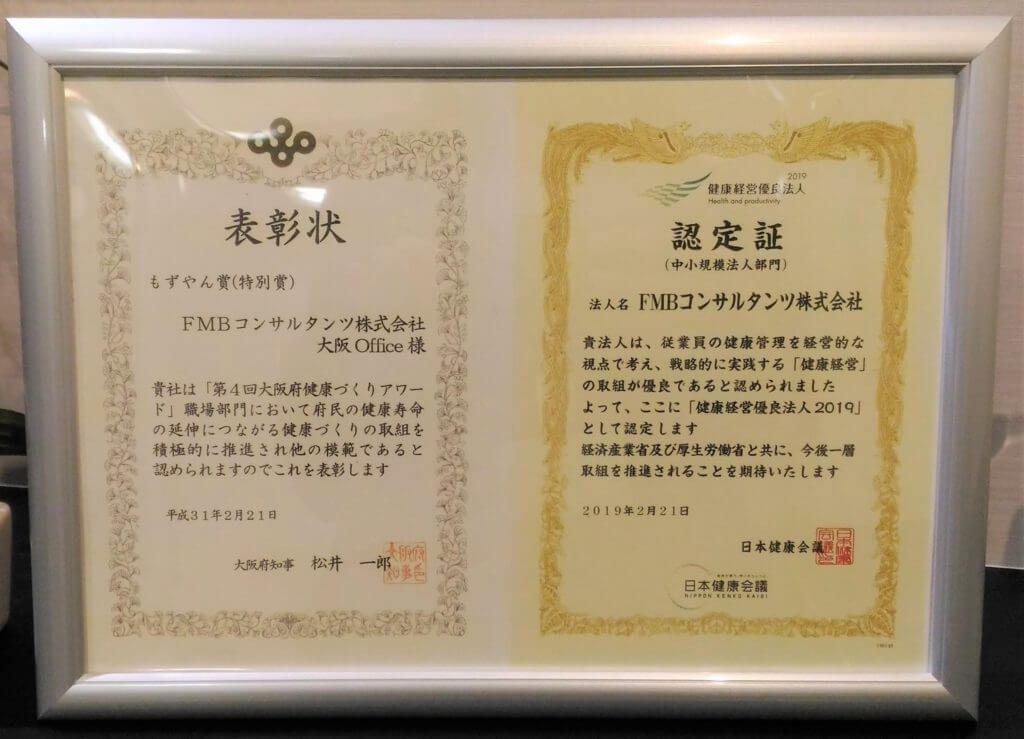 表彰状
もずやん賞(特別賞)
FMBコンサルタンツ株式会社
大阪Office様
貴社は「第4回大阪府健康づくりアワー
ド」職場部門において府民の健康寿命
の延伸につながる健康づくりの取組を
積極的に推進され他の模範であると
認められますのでこれを表彰します
平成31年2月21日
大阪府知事 松井 一郎
2019
健康経営優良法人
Health and productivity
認定証
(中小規模法人部門)
法人名 FMBコンサルタンツ株式会社
貴法人は、従業員の健康管理を経営的な
視点で考え、戦略的に実践する「健康経営」
の取組が優良であると認められました
よって、ここに「健康経営優良法人2019」
として認定します
経済産業省及び厚生労働省と共に、今後一層
取組を推進されることを期待いたします
2019年2月21日
日本健康会議
日本健康会議
NIPPON KENKO KAIGI